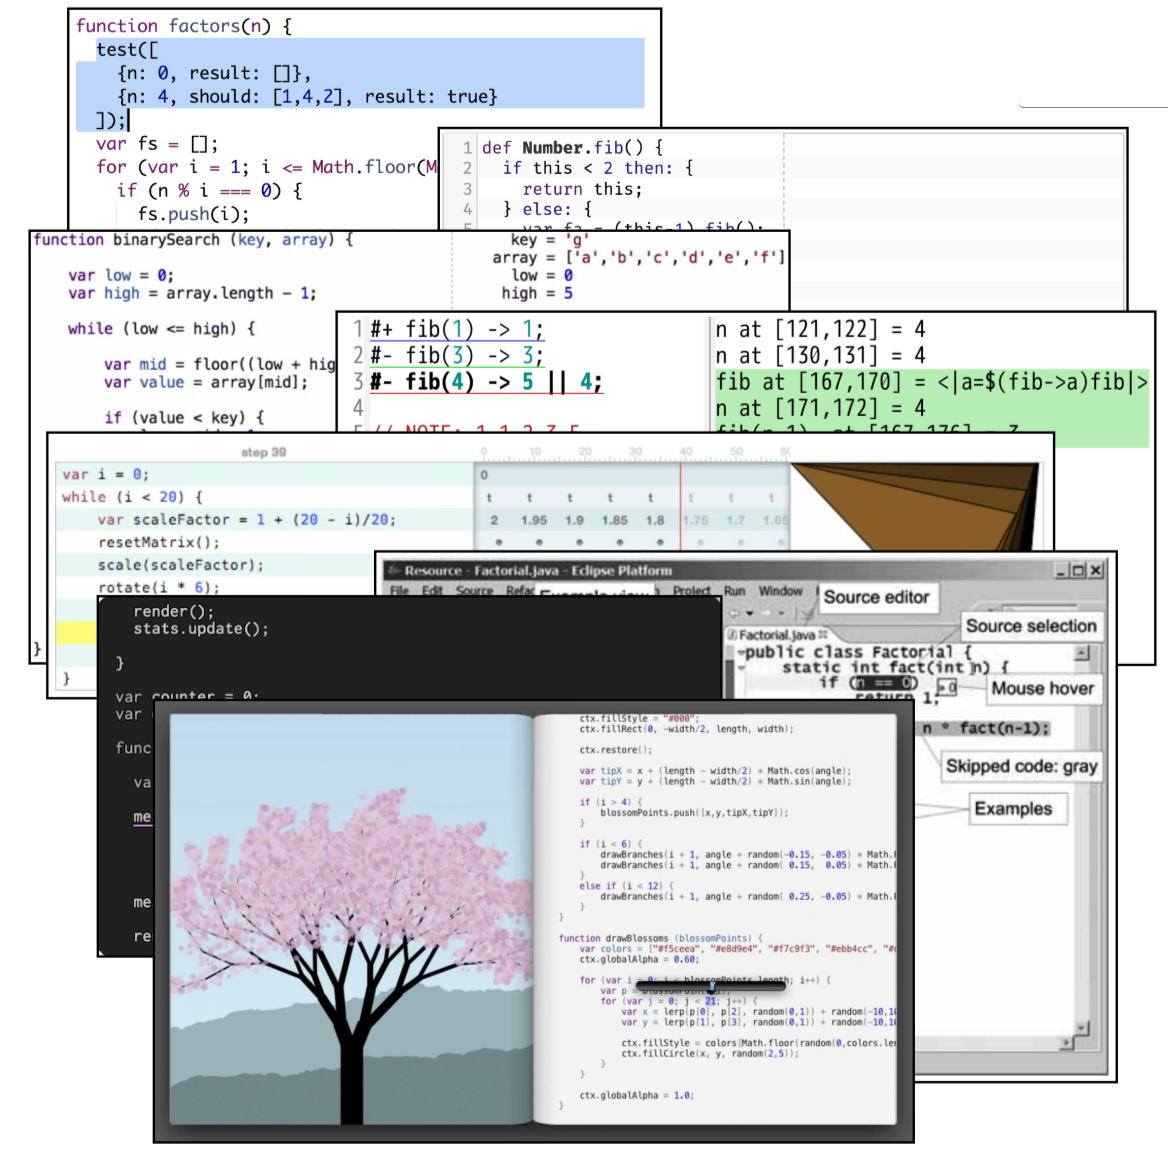 function factors(n) {
test([
{n: 0, result: []},
{n: 4, should: [1,4,2], result: true}
]);
var fs = [];
for (var i = 1; i <= Math.floor(M
if (n % i === 0) {
fs.push(i);
1 def Number.fib() {
2 if this < 2 then: {
3 return this;
4 } else: {
5 var fa = (this-1).fib();
function binarySearch (key, array) {
var low = 0;
var high = array.length - 1;
while (low <= high) {
var mid = floor((low + hig
var value = array[mid];
if (value < key) {
key = 'g'
array = ['a','b','c','d','e','f']
low = 0
high = 5
}
1 #+ fib(1) -> 1;
2 #- fib(3) -> 3;
3 #- fib(4) -> 5 || 4;
4
5 // NOTE: 1 1 2 3 5
n at [121,122] = 4
n at [130,131] = 4
fib at [167,170] = <|a=$(fib->a)fib|>
n at [171,172] = 4
fib(n-1) at [167,176] = 3
step 39
0 10 20 30 40 50 60
var i = 0;
while (i < 20) {
var scaleFactor = 1 + (20 - i)/20;
resetMatrix();
scale(scaleFactor);
rotate(i * 6);
}
0
t t t t t t t
2 1.95 1.9 1.85 1.8 1.75 1.7 1.65
Resource - Factorial.java - Eclipse Platform
File Edit Source Refac Example view Project Run Window
Source editor
Factorial.java
Source selection
public class Factorial {
static int fact(int n) {
if (n == 0)
return 1;
= 0
Mouse hover
n * fact(n-1);
Skipped code: gray
Examples
render();
stats.update();
}
var counter = 0;
var
func
va
me
me
re
ctx.fillStyle = "#000";
ctx.fillRect(0, -width/2, length, width);
ctx.restore();
var tipX = x + (length - width/2) * Math.cos(angle);
var tipY = y + (length - width/2) * Math.sin(angle);
if (i > 4) {
blossomPoints.push([x,y,tipX,tipY]);
}
if (i < 6) {
drawBranches(i + 1, angle + random(-0.15, -0.05) * Math.
drawBranches(i + 1, angle + random( 0.15, 0.05) * Math.
}
else if (i < 12) {
drawBranches(i + 1, angle + random( 0.25, -0.05) * Math.
}
}
function drawBlossoms (blossomPoints) {
var colors = ["#f5ceea", "#e8d9e4", "#f7c9f3", "#ebb4cc", "#
ctx.globalAlpha = 0.60;
for (var i = 0; i < blossomPoints.length; i++) {
var p = blossomPoints[i];
for (var j = 0; j < 21; j++) {
var x = lerp(p[0], p[2], random(0,1)) + random(-10,10
var y = lerp(p[1], p[3], random(0,1)) + random(-10,10
ctx.fillStyle = colors[Math.floor(random(0,colors.le
ctx.fillCircle(x, y, random(2,5));
}
}
ctx.globalAlpha = 1.0;
}